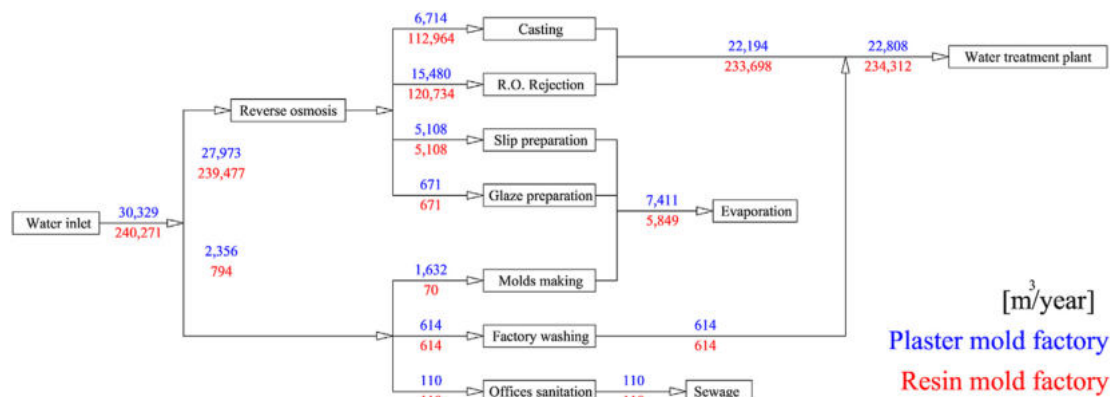 6,714
Casting
112,964
22,194
22,808
Water treatment plant
233,698
234,312
15,480
R.O. Rejection
120,734
Reverse osmosis
5,108
Slip preparation
5,108
27,973
239,477
671
Glaze preparation
671
7,411
Evaporation
5,849
30,329
Water inlet
240,271
2,356
794
1,632
Molds making
70
[m³/year]
614
Factory washing
614
614
614
Plaster mold factory
110
Offices sanitation
110
Sewage
Resin mold factory